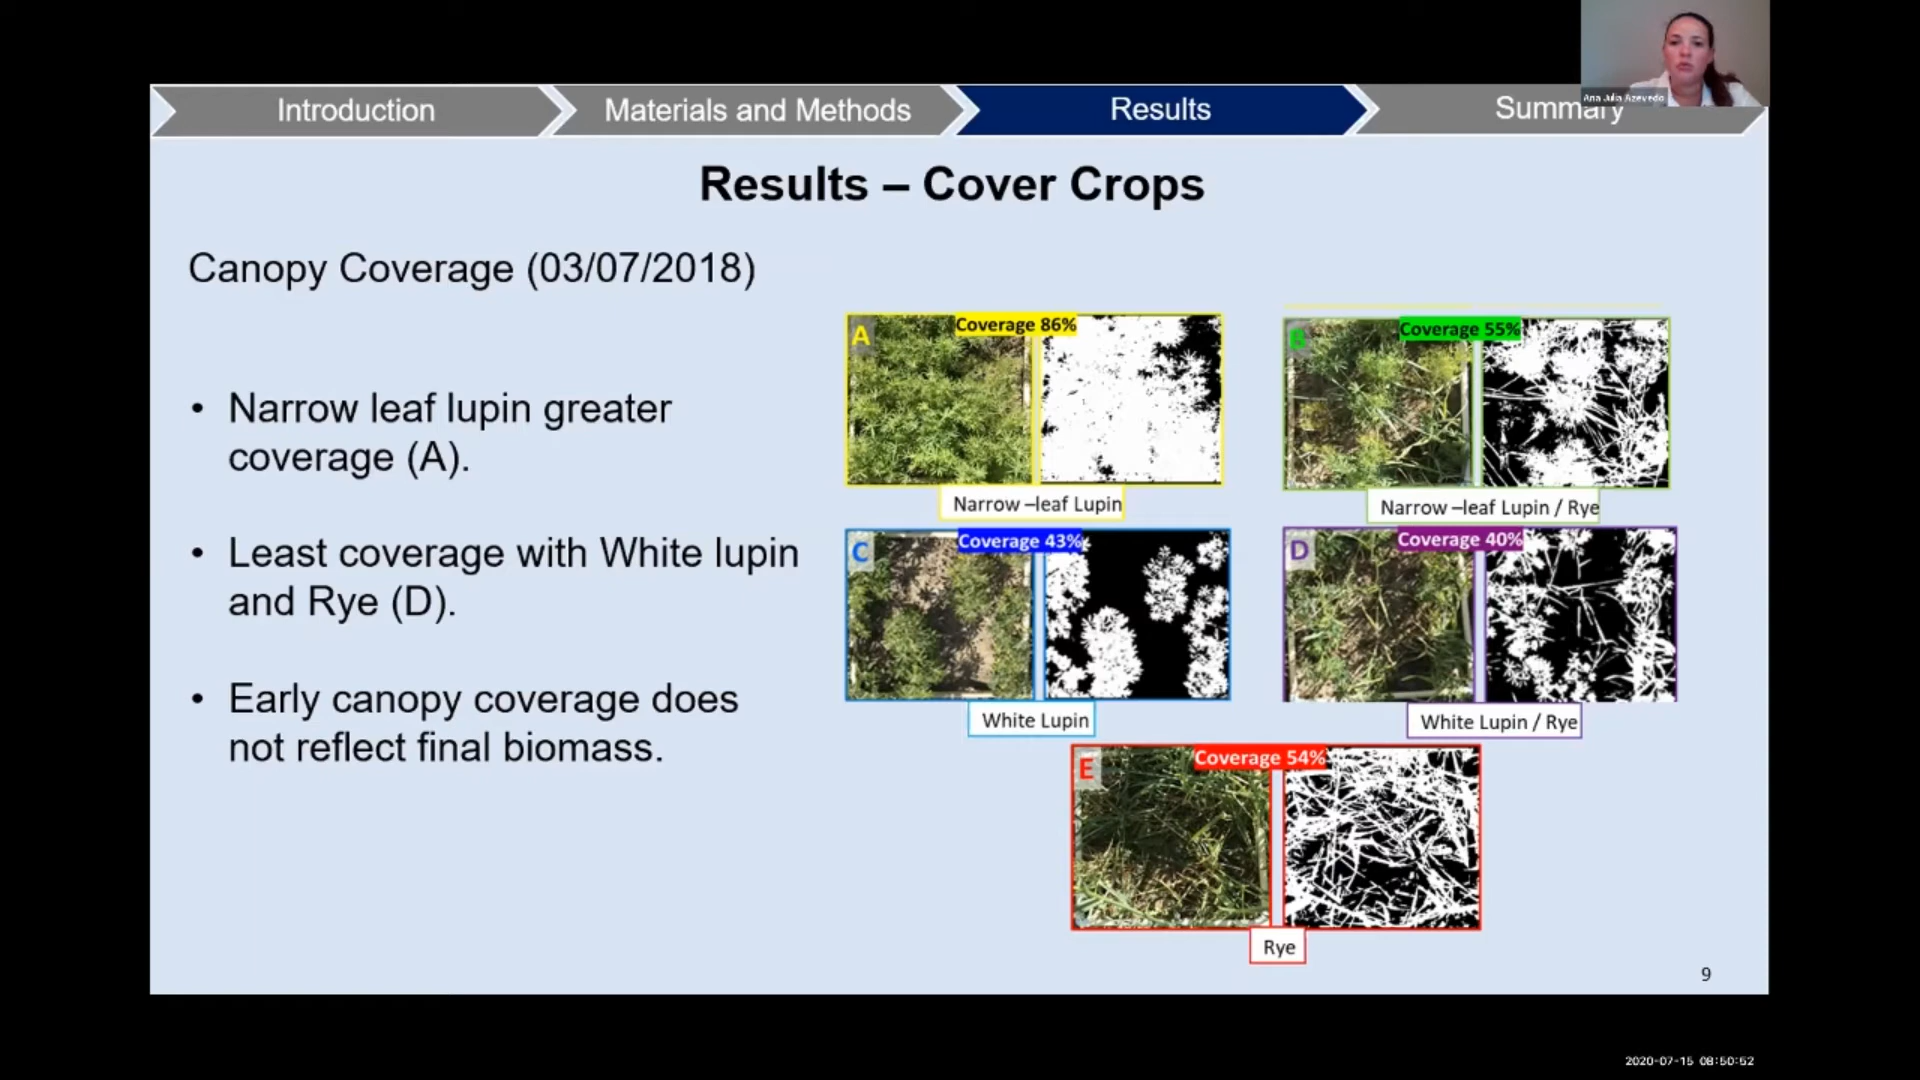 Introduction
Materials and Methods
Results
Summary
Ana Julia Azevedo
Results – Cover Crops
Canopy Coverage (03/07/2018)
• Narrow leaf lupin greater
coverage (A).
• Least coverage with White lupin
and Rye (D).
• Early canopy coverage does
not reflect final biomass.
A
Coverage 86%
Narrow –leaf Lupin
B
Coverage 55%
Narrow –leaf Lupin / Rye
C
Coverage 43%
White Lupin
D
Coverage 40%
White Lupin / Rye
E
Coverage 54%
Rye
9
2020-07-15 08:50:52